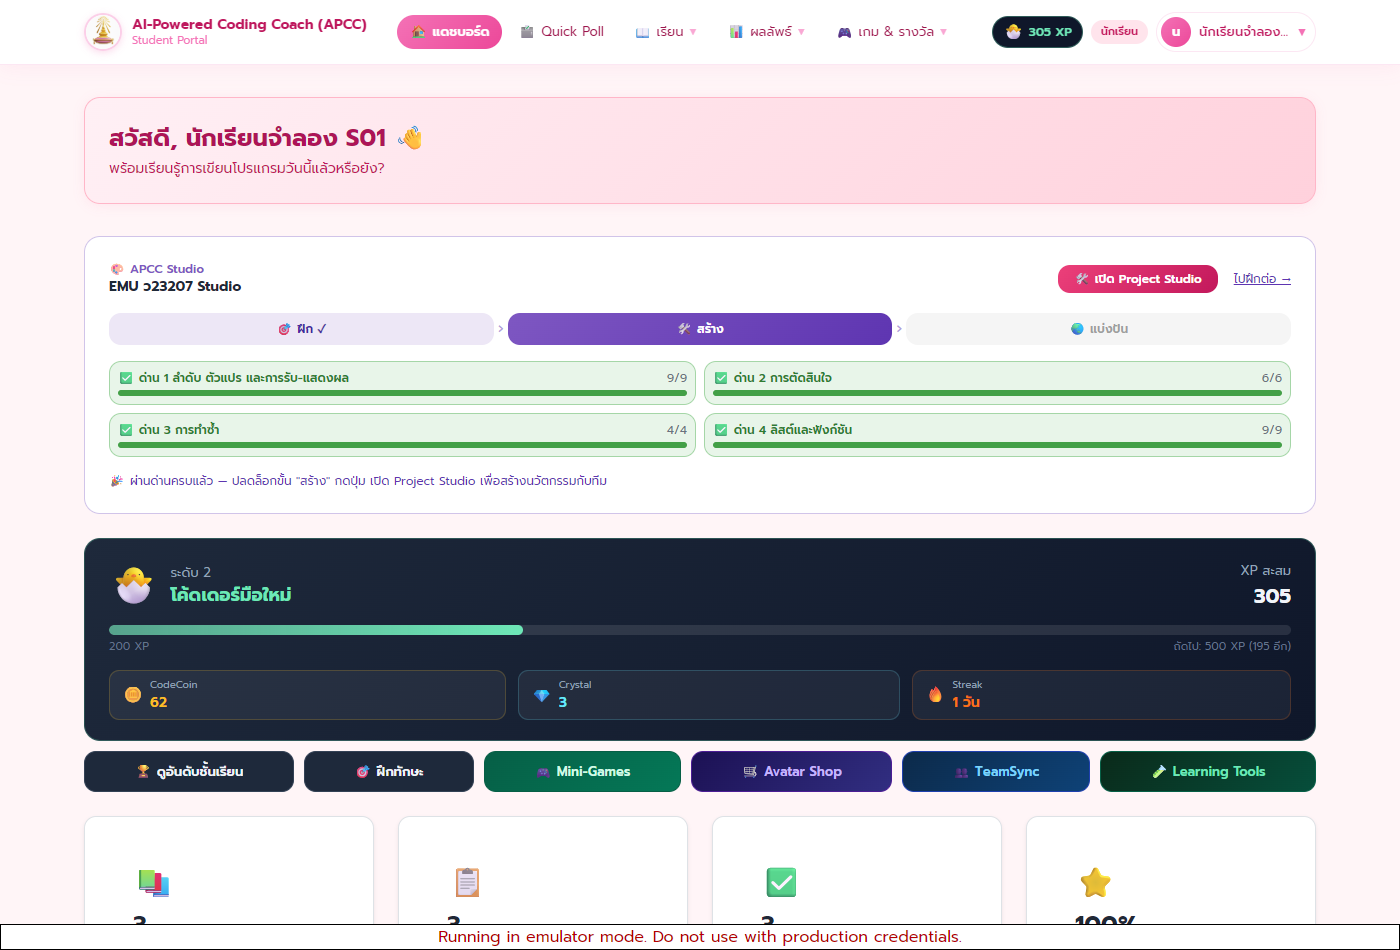 AI-Powered Coding Coach (APCC)
Student Portal
แดชบอร์ด
Quick Poll
เรียน
ผลลัพธ์
เกม & รางวัล
305 XP
นักเรียน
น
นักเรียนจำลอง...
สวัสดี, นักเรียนจำลอง S01
พร้อมเรียนรู้การเขียนโปรแกรมวันนี้แล้วหรือยัง?
APCC Studio
EMU ว23207 Studio
เปิด Project Studio
ไปฝึกต่อ →
ฝึก ✓
›
สร้าง
›
แบ่งปัน
ด่าน 1 ลำดับ ตัวแปร และการรับ-แสดงผล 9/9
ด่าน 2 การตัดสินใจ 6/6
ด่าน 3 การทำซ้ำ 4/4
ด่าน 4 ลิสต์และฟังก์ชัน 9/9
ผ่านด่านครบแล้ว — ปลดล็อกขั้น "สร้าง" กดปุ่ม เปิด Project Studio เพื่อสร้างนวัตกรรมกับทีม
ระดับ 2
โค้ดเดอร์มือใหม่
XP สะสม
305
200 XP
ถัดไป: 500 XP (195 อีก)
CodeCoin
62
Crystal
3
Streak
1 วัน
ดูอันดับชั้นเรียน
ฝึกทักษะ
Mini-Games
Avatar Shop
TeamSync
Learning Tools
3
3
3
100%
Running in emulator mode. Do not use with production credentials.